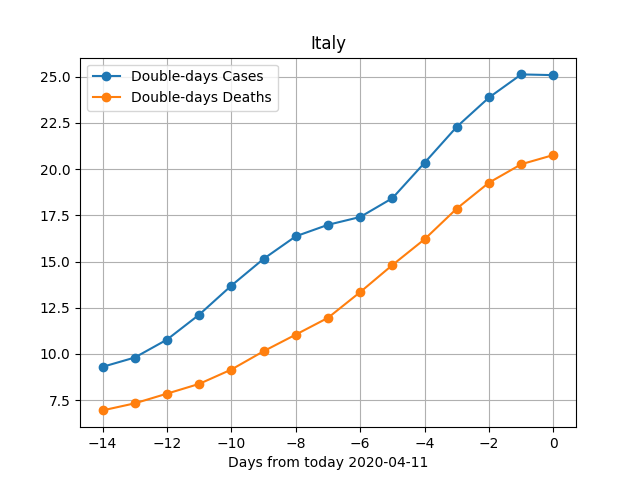 Italy
Double-days Cases
Double-days Deaths
25.0
22.5
20.0
17.5
15.0
12.5
10.0
7.5
−14 −12 −10 −8 −6 −4 −2 0
Days from today 2020-04-11